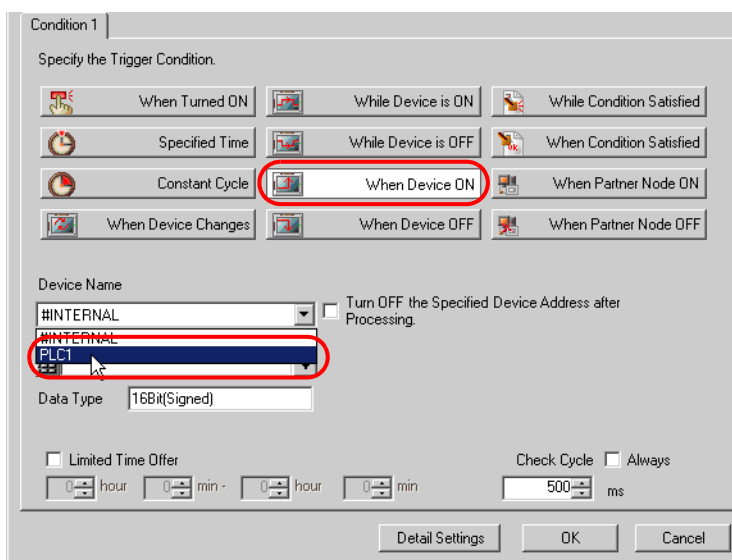 Condition 1
Specify the Trigger Condition.
When Turned ON
While Device is ON
While Condition Satisfied
Specified Time
While Device is OFF
When Condition Satisfied
Constant Cycle
When Device ON
When Partner Node ON
When Device Changes
When Device OFF
When Partner Node OFF
Device Name
#INTERNAL
Turn OFF the Specified Device Address after
Processing.
#INTERNAL
PLC1
Data Type 16Bit(Signed)
Limited Time Offer
Check Cycle Always
0 hour 0 min - 0 hour 0 min
500 ms
Detail Settings OK Cancel